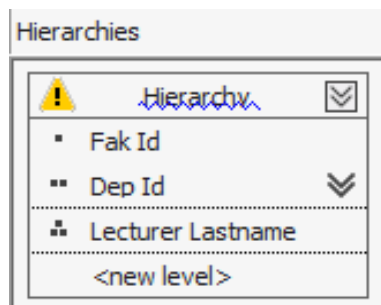 Hierarchies
Hierarchy
Fak Id
Dep Id
Lecturer Lastname
<new level>